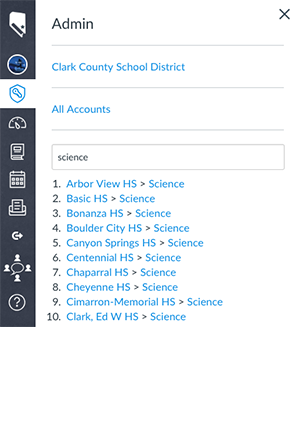 Admin
Clark County School District
All Accounts
science
1. Arbor View HS > Science
2. Basic HS > Science
3. Bonanza HS > Science
4. Boulder City HS > Science
5. Canyon Springs HS > Science
6. Centennial HS > Science
7. Chaparral HS > Science
8. Cheyenne HS > Science
9. Cimarron-Memorial HS > Science
10. Clark, Ed W HS > Science